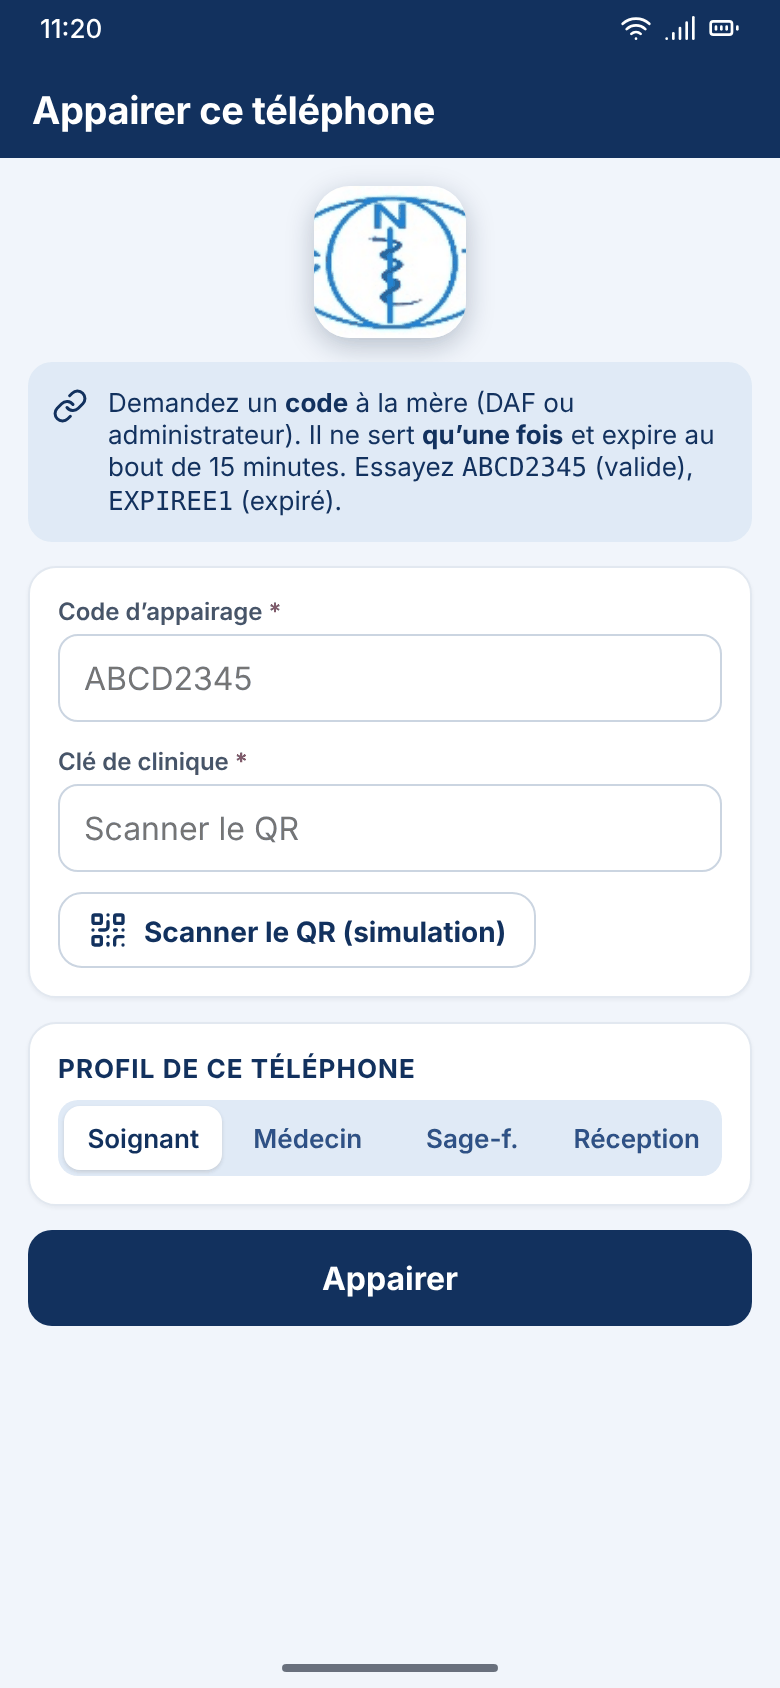 11:20
Appairer ce téléphone
N
Demandez un code à la mère (DAF ou
administrateur). Il ne sert qu’une fois et expire au
bout de 15 minutes. Essayez ABCD2345 (valide),
EXPIREE1 (expiré).
Code d’appairage *
ABCD2345
Clé de clinique *
Scanner le QR
Scanner le QR (simulation)
PROFIL DE CE TÉLÉPHONE
Soignant Médecin Sage-f. Réception
Appairer